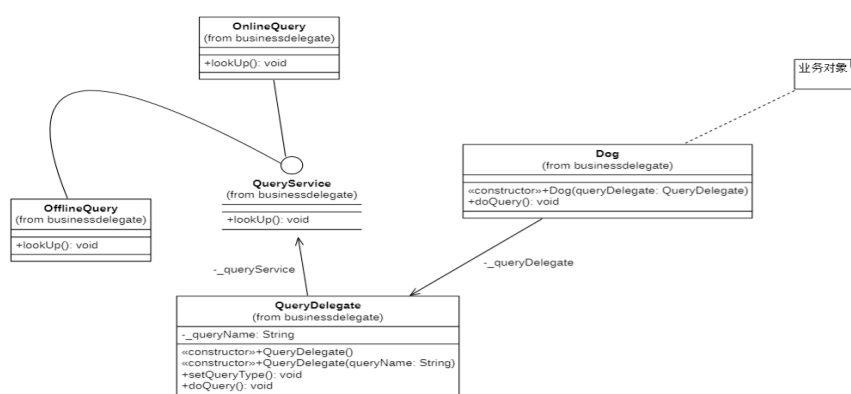 OnlineQuery
(from businessdelegate)
+lookUp(): void
业务对象
Dog
(from businessdelegate)
«constructor»+Dog(queryDelegate: QueryDelegate)
+doQuery(): void
QueryService
(from businessdelegate)
+lookUp(): void
OfflineQuery
(from businessdelegate)
+lookUp(): void
-_queryService
-_queryDelegate
QueryDelegate
(from businessdelegate)
-_queryName: String
«constructor»+QueryDelegate()
«constructor»+QueryDelegate(queryName: String)
+setQueryType(): void
+doQuery(): void